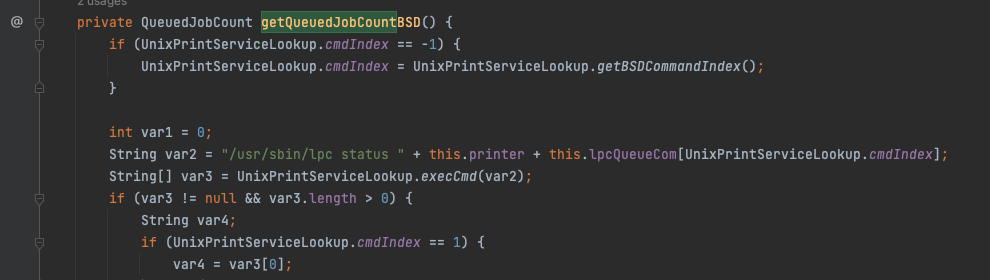 2 usages
@ private QueuedJobCount getQueuedJobCountBSD() {
if (UnixPrintServiceLookup.cmdIndex == -1) {
UnixPrintServiceLookup.cmdIndex = UnixPrintServiceLookup.getBSDCommandIndex();
}
int var1 = 0;
String var2 = "/usr/sbin/lpc status " + this.printer + this.lpcQueueCom[UnixPrintServiceLookup.cmdIndex];
String[] var3 = UnixPrintServiceLookup.execCmd(var2);
if (var3 != null && var3.length > 0) {
String var4;
if (UnixPrintServiceLookup.cmdIndex == 1) {
var4 = var3[0];